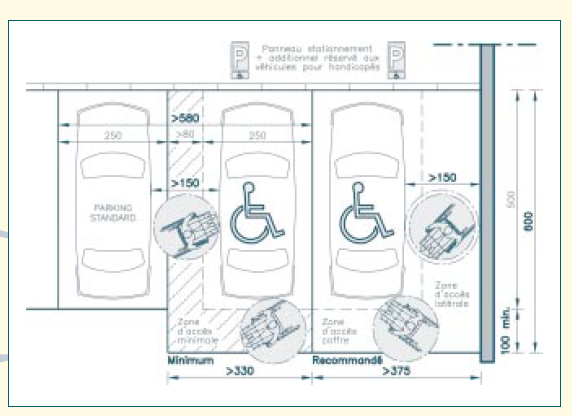 P
Panneau stationnement
+ additionnel réservé aux
véhicules pour handicapés
P
>580
250
>80
250
>150
>150
PARKING
STANDARD
500
600
Zone
d'accès
latérale
Zone
d'accès
minimale
Zone
d'accès
coffre
100 min.
Minimum
Recommandé
>330
>375